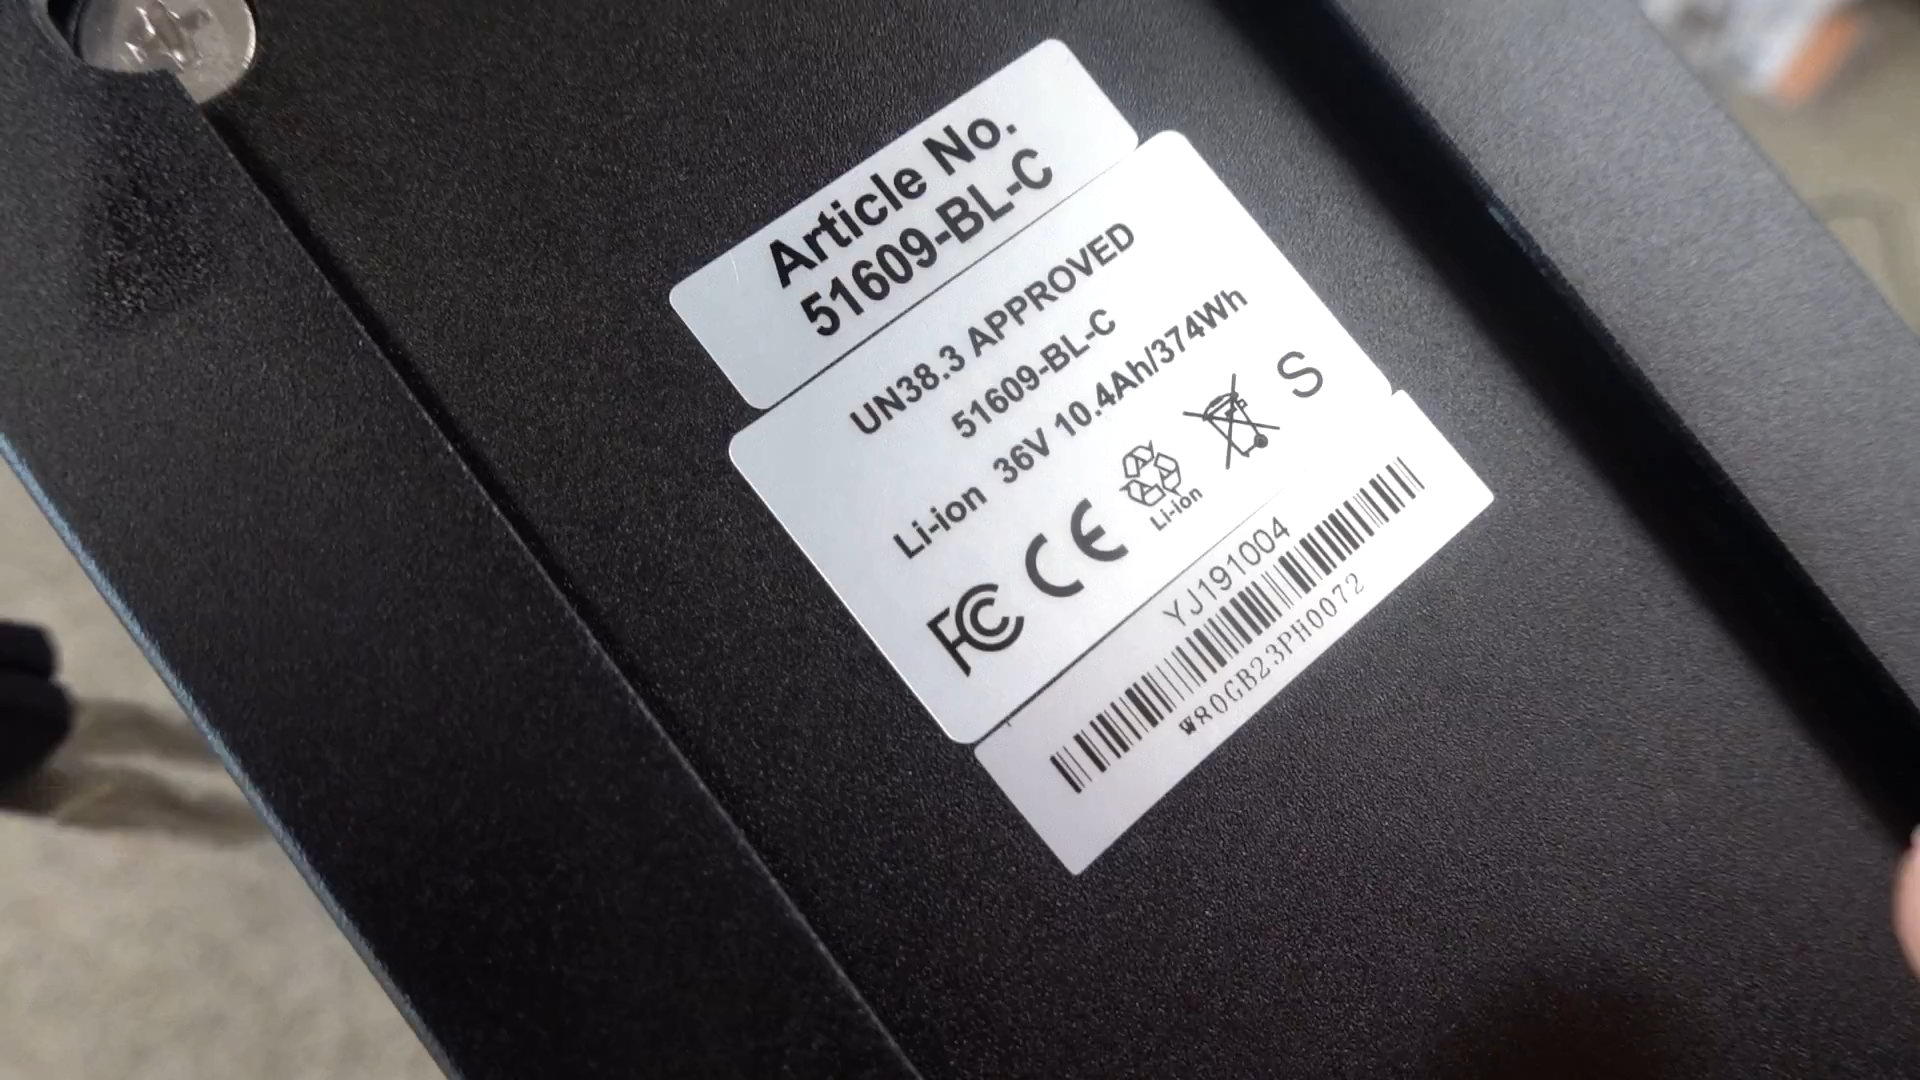 Article No.
51609-BL-C
UN38.3 APPROVED
51609-BL-C
Li-ion 36V 10.4Ah/374Wh
FC CE Li-ion S
YJ191004
W80GB23PH0072